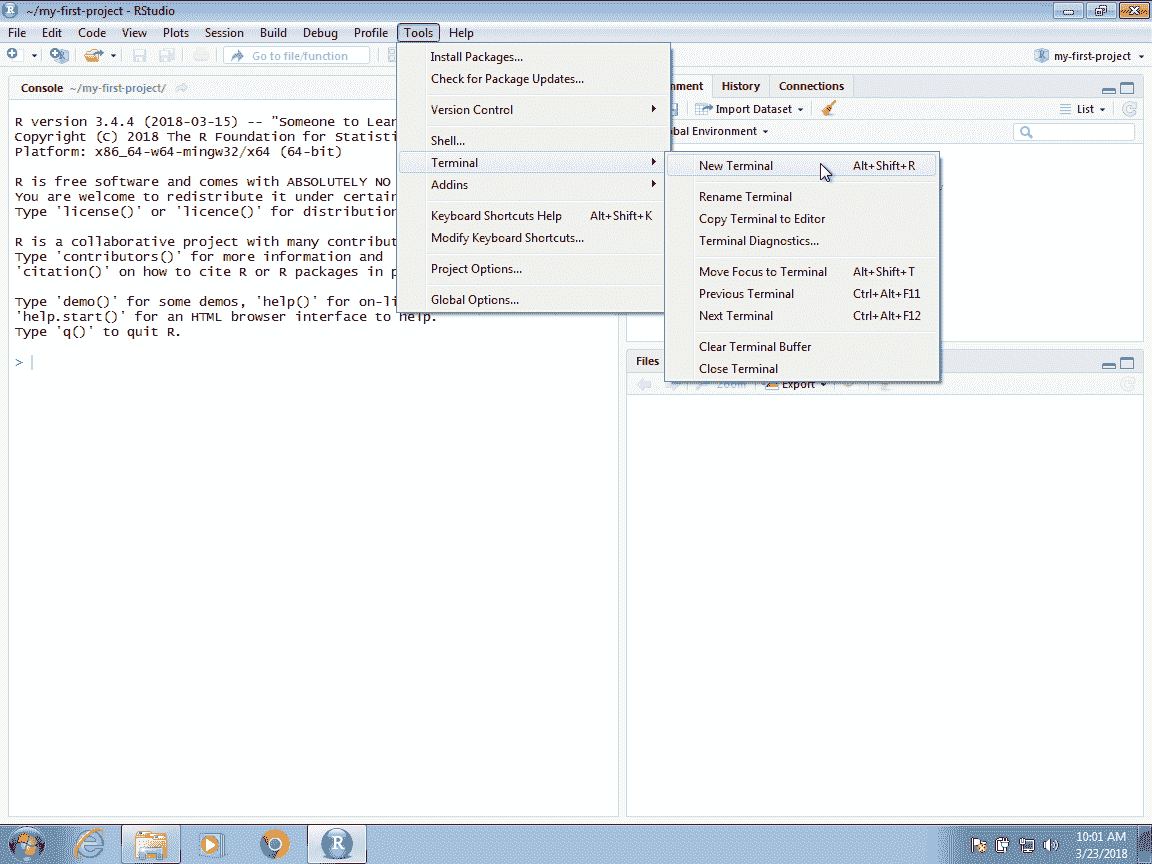 ~/my-first-project - RStudio
File Edit Code View Plots Session Build Debug Profile Tools Help
Go to file/function
my-first-project
Console ~/my-first-project/
R version 3.4.4 (2018-03-15) -- "Someone to Lean
Copyright (C) 2018 The R Foundation for Statisti
Platform: x86_64-w64-mingw32/x64 (64-bit)
R is free software and comes with ABSOLUTELY NO
You are welcome to redistribute it under certain
Type 'license()' or 'licence()' for distribution
R is a collaborative project with many contribut
Type 'contributors()' for more information and
'citation()' on how to cite R or R packages in p
Type 'demo()' for some demos, 'help()' for on-li
'help.start()' for an HTML browser interface to help.
Type 'q()' to quit R.
>
Install Packages...
Check for Package Updates...
Version Control
Shell...
Terminal
Addins
Keyboard Shortcuts Help Alt+Shift+K
Modify Keyboard Shortcuts...
Project Options...
Global Options...
nment History Connections
Import Dataset List
bal Environment
New Terminal Alt+Shift+R
Rename Terminal
Copy Terminal to Editor
Terminal Diagnostics...
Move Focus to Terminal Alt+Shift+T
Previous Terminal Ctrl+Alt+F11
Next Terminal Ctrl+Alt+F12
Clear Terminal Buffer
Close Terminal
Files
Zoom Export
10:01 AM
3/23/2018